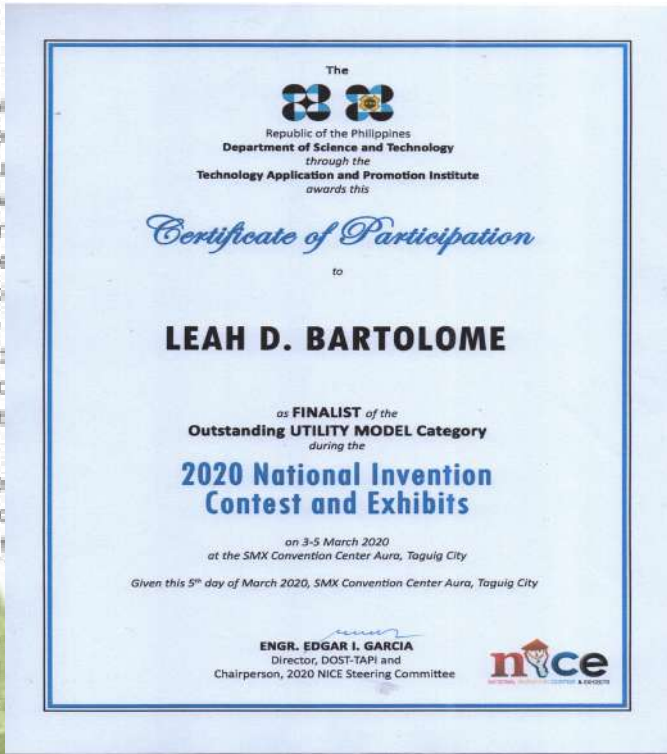 The
Republic of the Philippines
Department of Science and Technology
through the
Technology Application and Promotion Institute
awards this
Certificate of Participation
to
LEAH D. BARTOLOME
as FINALIST of the
Outstanding UTILITY MODEL Category
during the
2020 National Invention
Contest and Exhibits
on 3-5 March 2020
at the SMX Convention Center Aura, Taguig City
Given this 5th day of March 2020, SMX Convention Center Aura, Taguig City
ENGR. EDGAR I. GARCIA
Director, DOST-TAPI and
Chairperson, 2020 NICE Steering Committee
nice
NATIONAL INVENTION CONTEST & EXHIBITS